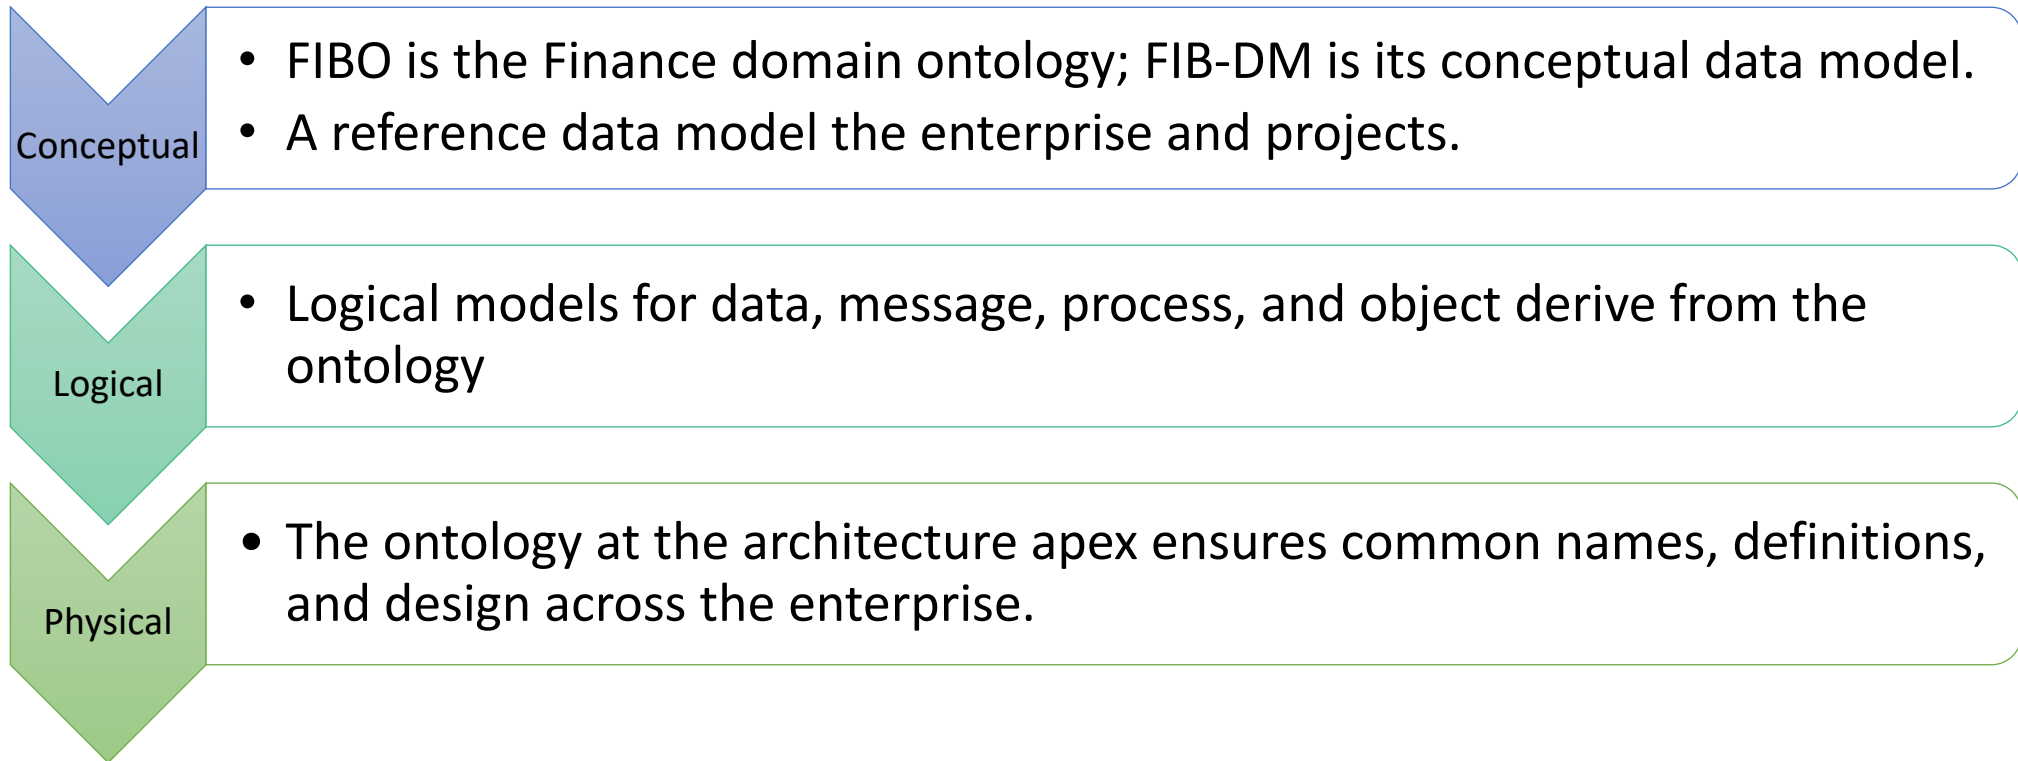 Conceptual
• FIBO is the Finance domain ontology; FIB-DM is its conceptual data model.
• A reference data model the enterprise and projects.
Logical
• Logical models for data, message, process, and object derive from the
ontology
Physical
• The ontology at the architecture apex ensures common names, definitions,
and design across the enterprise.